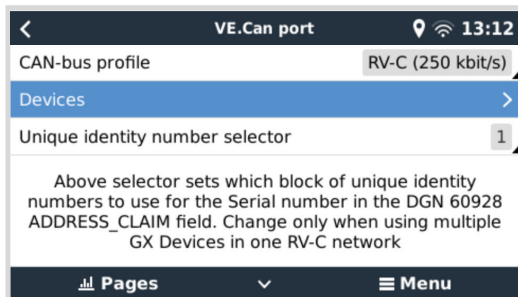 VE.Can port 13:12
CAN-bus profile RV-C (250 kbit/s)
Devices
Unique identity number selector 1
Above selector sets which block of unique identity
numbers to use for the Serial number in the DGN 60928
ADDRESS_CLAIM field. Change only when using multiple
GX Devices in one RV-C network
Pages Menu